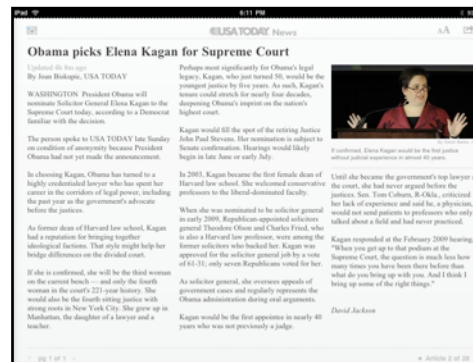 iPad
6:11 PM
USA TODAY News
AA
Obama picks Elena Kagan for Supreme Court
Updated 4h 8m ago
By Joan Biskupic, USA TODAY
WASHINGTON President Obama will
nominate Solicitor General Elena Kagan to the
Supreme Court today, according to a Democrat
familiar with the decision.
The person spoke to USA TODAY late Sunday
on condition of anonymity because President
Obama had not yet made the announcement.
In choosing Kagan, Obama has turned to a
highly credentialed lawyer who has spent her
career in the corridors of legal power, including
the past year as the government's advocate
before the justices.
As former dean of Harvard law school, Kagan
had a reputation for bringing together
ideological factions. That style might help her
bridge differences on the divided court.
If she is confirmed, she will be the third woman
on the current bench — and only the fourth
woman in the court's 221-year history. She
would also be the fourth sitting justice with
strong roots in New York City. She grew up in
Manhattan, the daughter of a lawyer and a
teacher.
Perhaps most significantly for Obama's legal
legacy, Kagan, who just turned 50, would be the
youngest justice by five years. As such, Kagan's
tenure could stretch for nearly four decades,
deepening Obama's imprint on the nation's
highest court.
Kagan would fill the spot of the retiring Justice
John Paul Stevens. Her nomination is subject to
Senate confirmation. Hearings would likely
begin in late June or early July.
In 2003, Kagan became the first female dean of
Harvard law school. She welcomed conservative
professors to the liberal-dominated faculty.
When she was nominated to be solicitor general
in early 2009, Republican-appointed solicitors
general Theodore Olson and Charles Fried, who
is also a Harvard law professor, were among the
former solicitors who backed her. Kagan was
approved for the solicitor general job by a vote
of 61-31; only seven Republicans voted for her.
As solicitor general, she oversees appeals of
government cases and regularly represents the
Obama administration during oral arguments.
Kagan would be the first appointee in nearly 40
years who was not previously a judge.
If confirmed, Elena Kagan would be the first justice
without judicial experience in almost 40 years.
Until she became the government's top lawyer
the court, she had never argued before the
justices. Sen. Tom Coburn, R-Okla., criticized
her lack of experience and said he, a physician,
would not send patients to professors who only
talked about a field and had never practiced.
Kagan responded at the February 2009 hearing,
"When you get up to that podium at the
Supreme Court, the question is much less how
many times you have been there before than
what do you bring up with you. And I think I
bring up some of the right things."
David Jackson
pg 1 of 1
Article 2 of 28